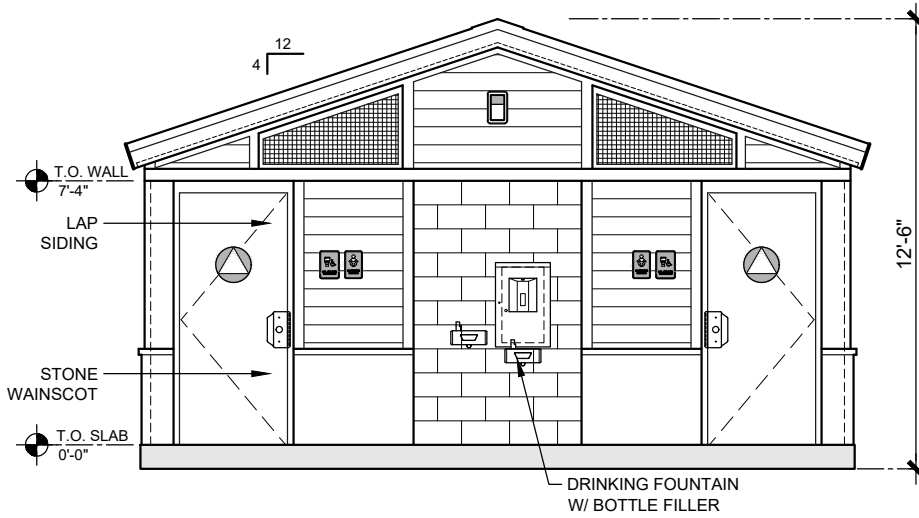 12
4
T.O. WALL
7'-4"
LAP
SIDING
12'-6"
STONE
WAINSCOT
T.O. SLAB
0'-0"
DRINKING FOUNTAIN
W/ BOTTLE FILLER